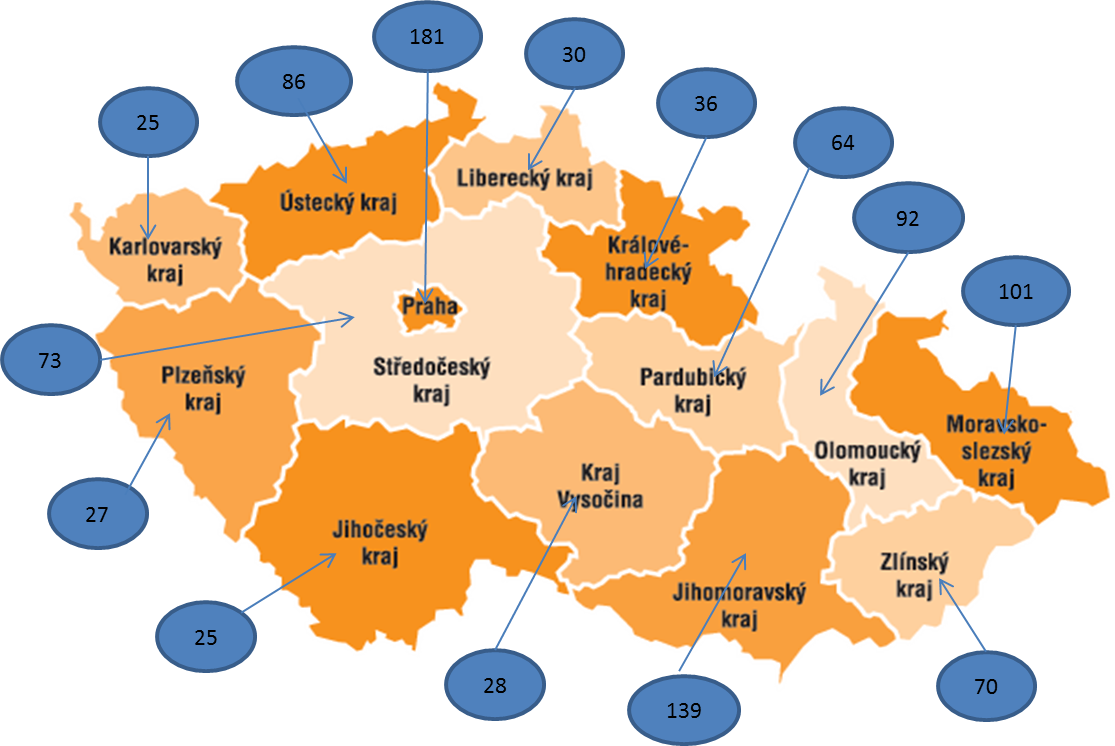 181
30
86
36
25
64
92
101
73
27
25
28
139
70
Ústecký kraj
Liberecký kraj
Karlovarský
kraj
Králové-
hradecký
kraj
Praha
Středočeský
kraj
Plzeňský
kraj
Pardubický
kraj
Moravsko-
slezský
kraj
Olomoucký
kraj
Kraj
Vysočina
Jihočeský
kraj
Zlínský
kraj
Jihomoravský
kraj